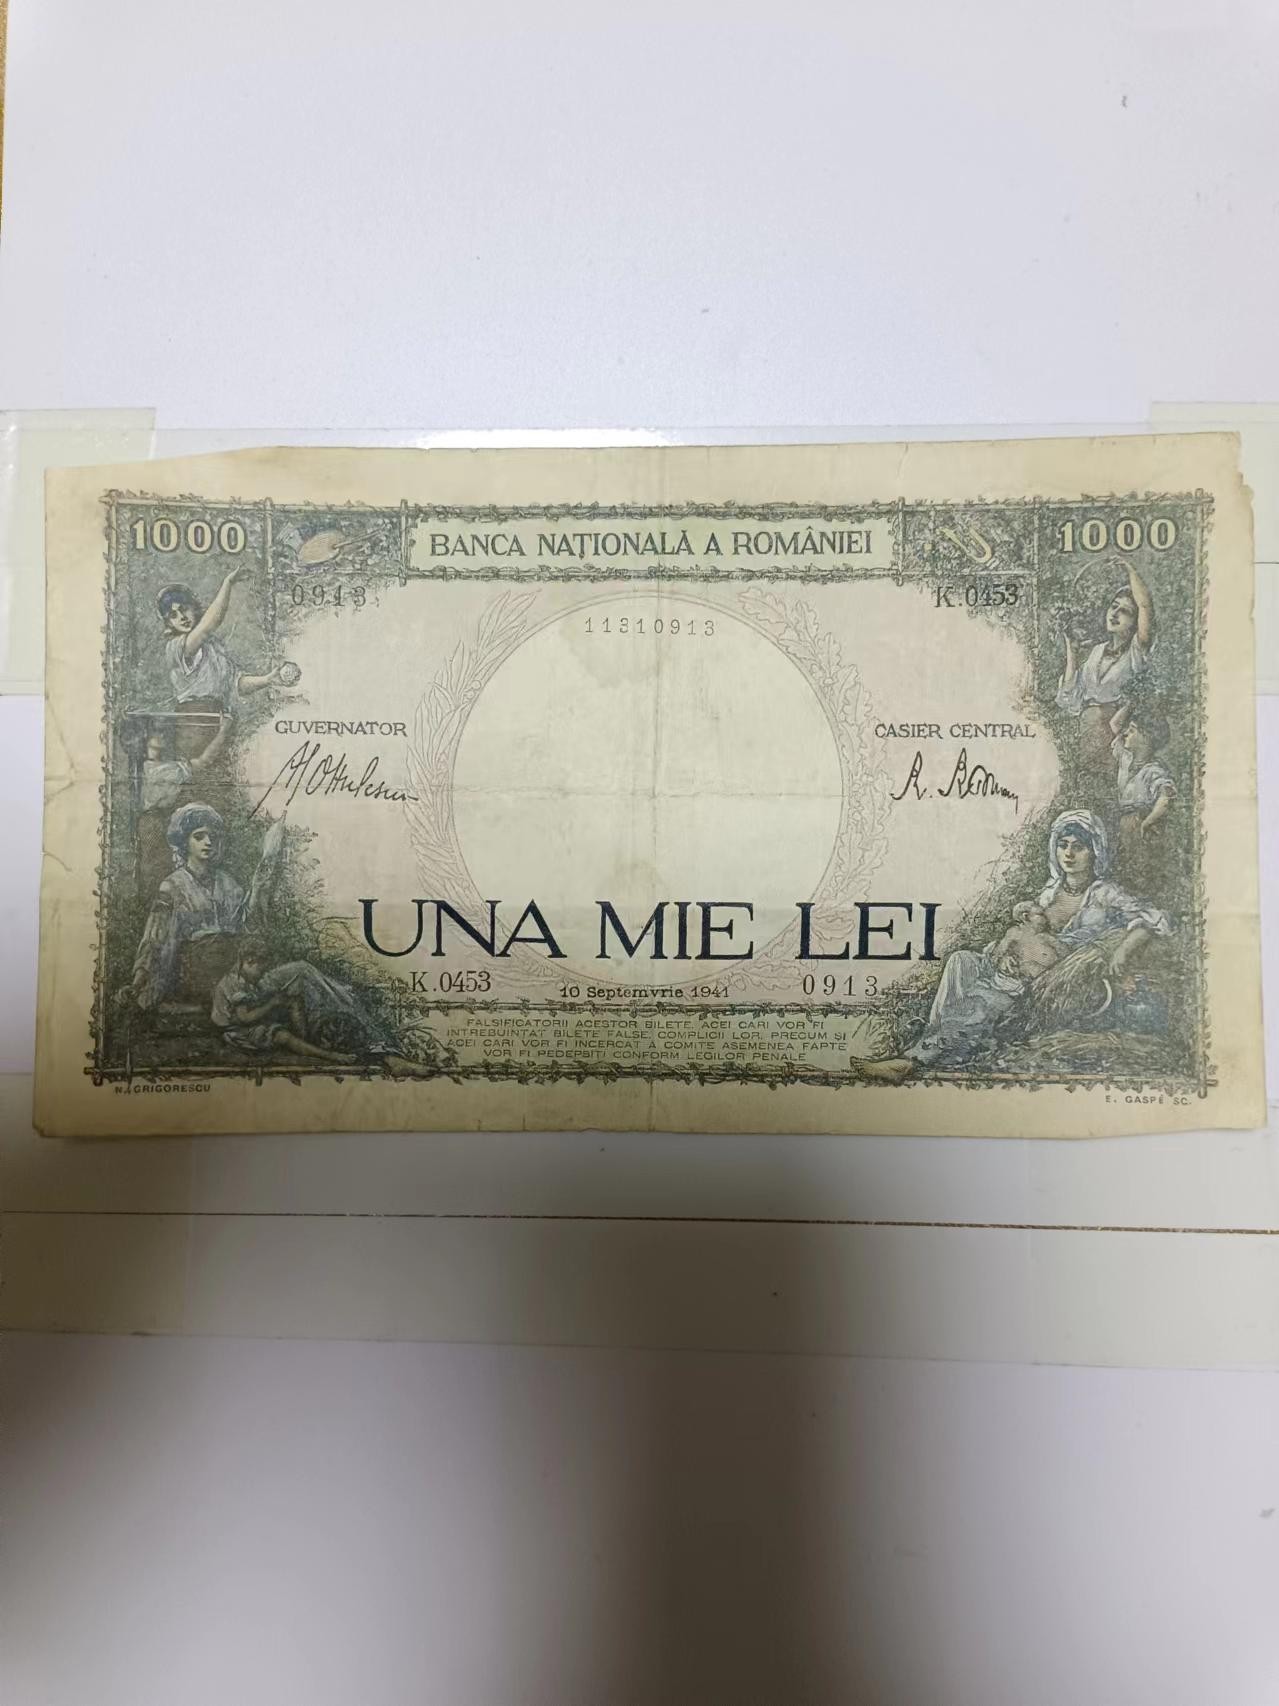 1000
BANCA NAȚIONALĂ A ROMÂNIEI
1000
0913
K.0453
11310913
GUVERNATOR
CASIER CENTRAL
UNA MIE LEI
K.0453
10 Septemvrie 1941
0913
FALSIFICATORII ACESTOR BILETE, ACEI CARI VOR FI
INTREBUINTAT BILETE FALSE, COMPLICII LOR, PRECUM ȘI
ACEI CARI VOR FI INCERCAT A COMITE ASEMENEA FAPTE
VOR FI PEDEPSITI CONFORM LEGILOR PENALE
N. GRIGORESCU
E. GASPÉ SC.